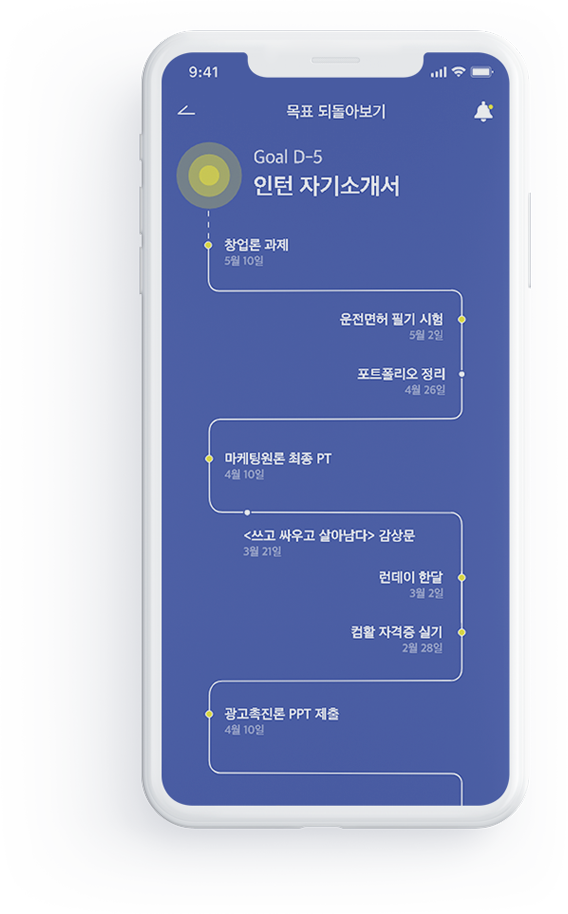 9:41
목표 되돌아보기
Goal D-5
인턴 자기소개서
창업론 과제
5월 10일
운전면허 필기 시험
5월 2일
포트폴리오 정리
4월 26일
마케팅원론 최종 PT
4월 10일
<쓰고 싸우고 살아남다> 감상문
3월 21일
런데이 한달
3월 2일
컴활 자격증 실기
2월 28일
광고촉진론 PPT 제출
4월 10일